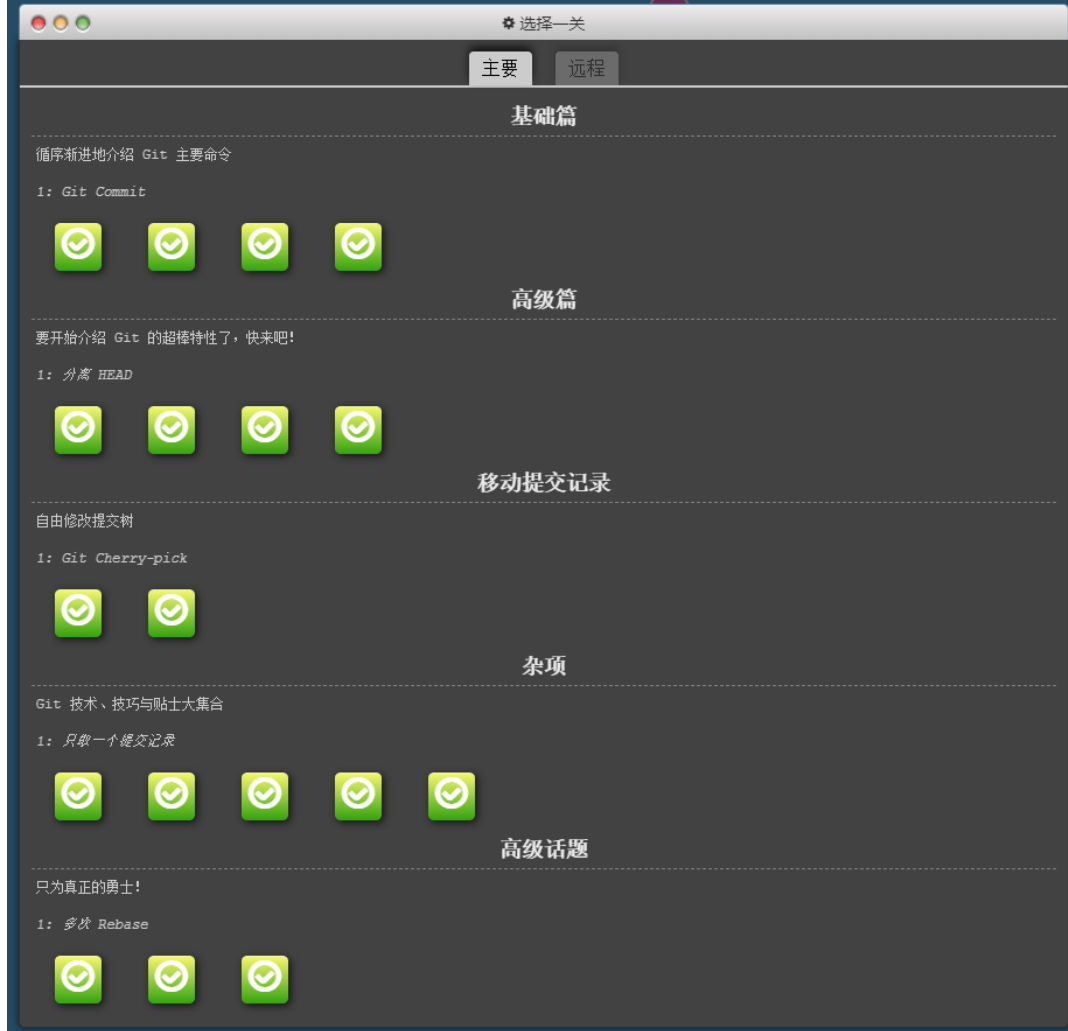 选择一关
主要 远程
基础篇
循序渐进地介绍 Git 主要命令
1: Git Commit
高级篇
要开始介绍 Git 的超棒特性了，快来吧!
1: 分离 HEAD
移动提交记录
自由修改提交树
1: Git Cherry-pick
杂项
Git 技术、技巧与贴士大集合
1: 只取一个提交记录
高级话题
只为真正的勇士!
1: 多次 Rebase